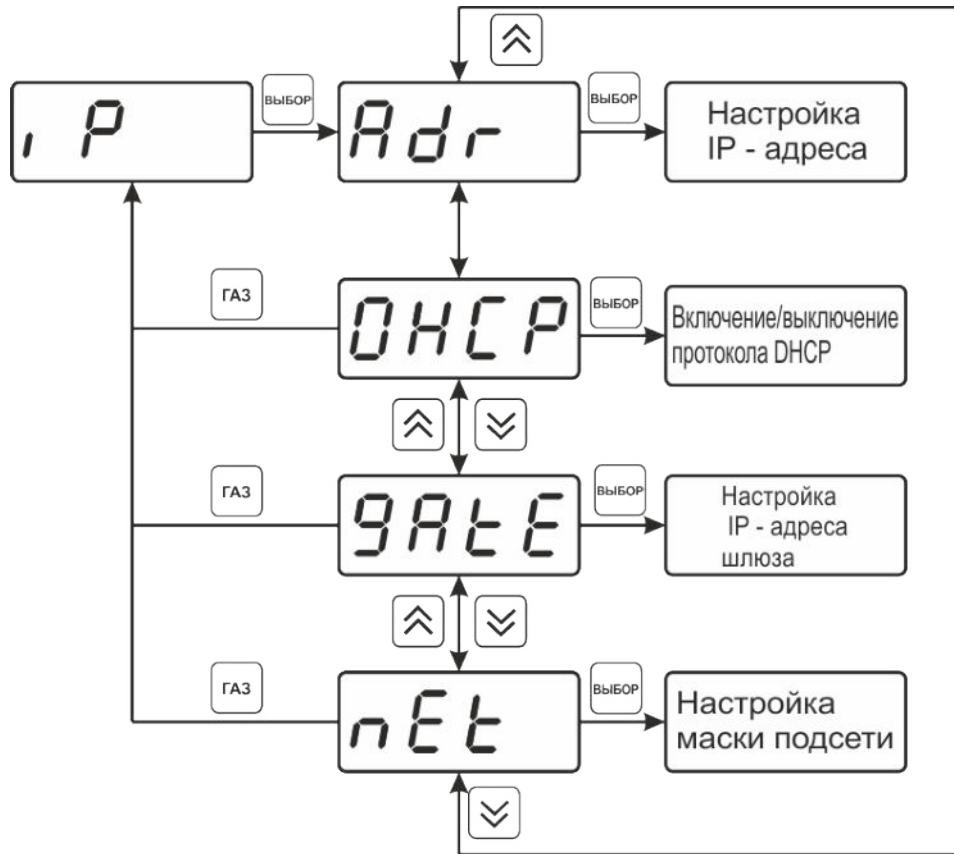 ı P
ВЫБОР
Adr
ВЫБОР
Настройка
IP - адреса
ГАЗ
DHCP
ВЫБОР
Включение/выключение
протокола DHCP
ГАЗ
gAtE
ВЫБОР
Настройка
IP - адреса
шлюза
ГАЗ
nEt
ВЫБОР
Настройка
маски подсети